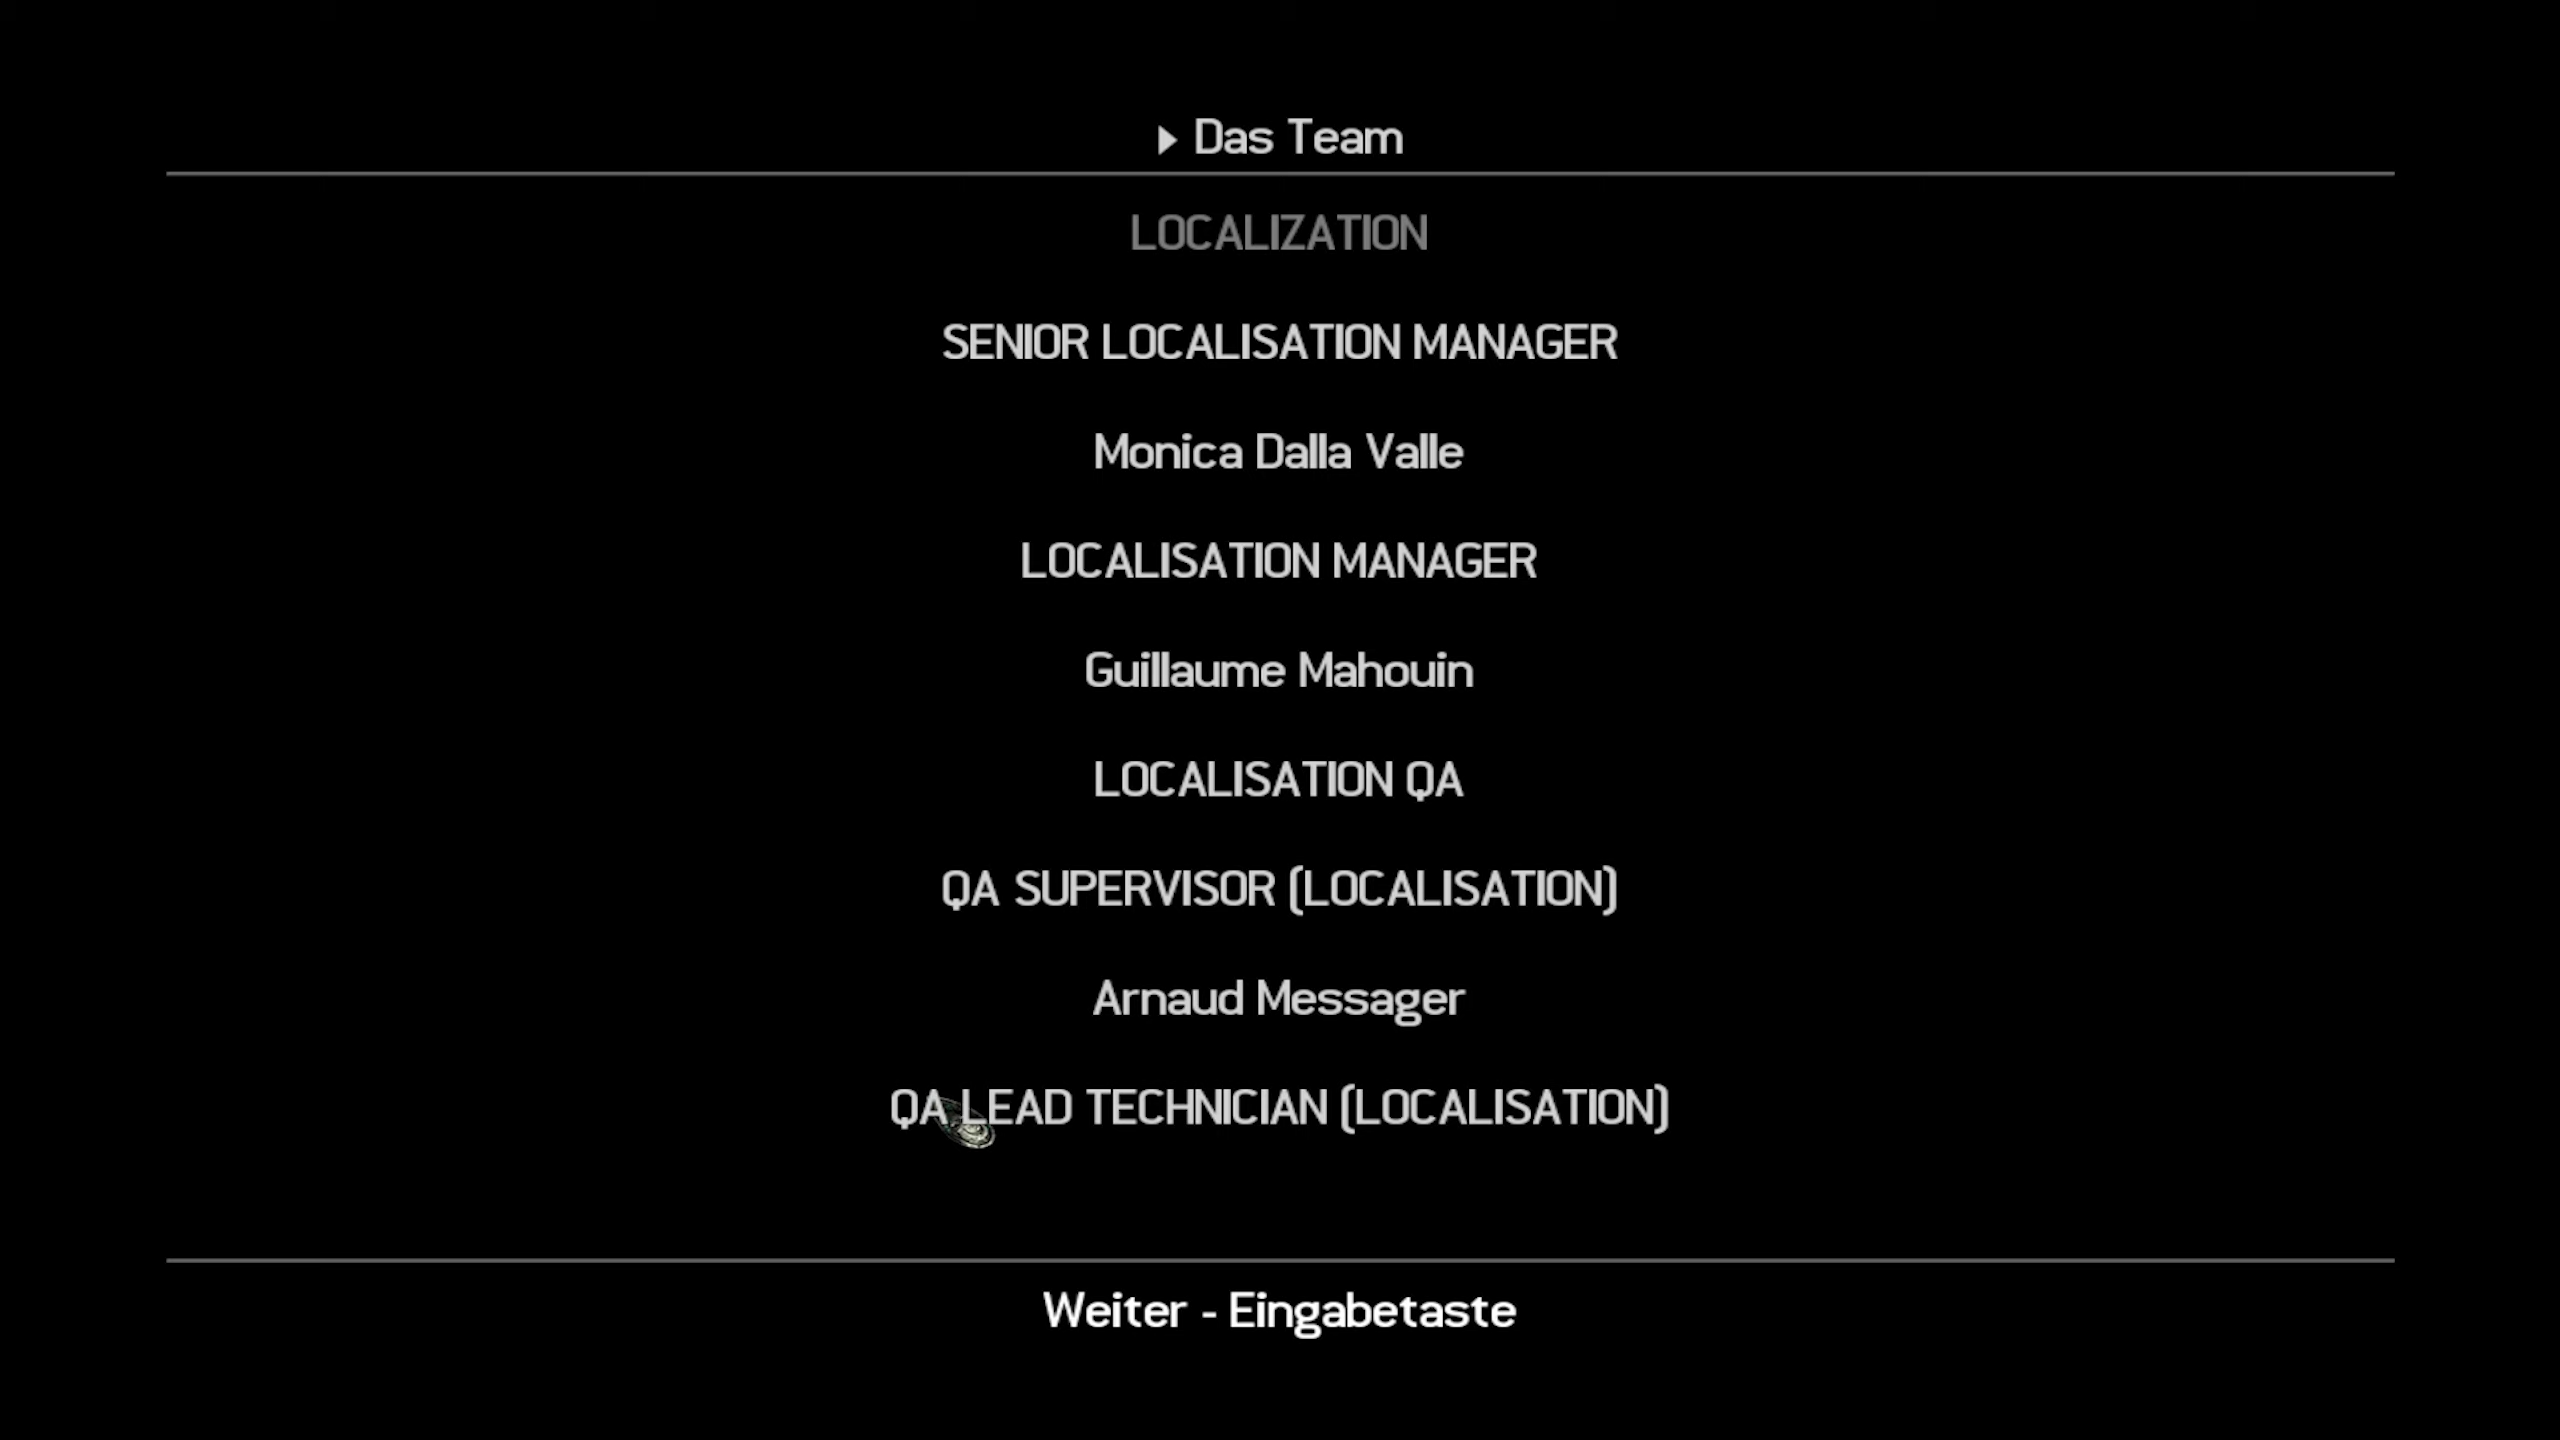 Das Team
LOCALIZATION
SENIOR LOCALISATION MANAGER
Monica Dalla Valle
LOCALISATION MANAGER
Guillaume Mahouin
LOCALISATION QA
QA SUPERVISOR (LOCALISATION)
Arnaud Messager
QA LEAD TECHNICIAN (LOCALISATION)
Weiter - Eingabetaste